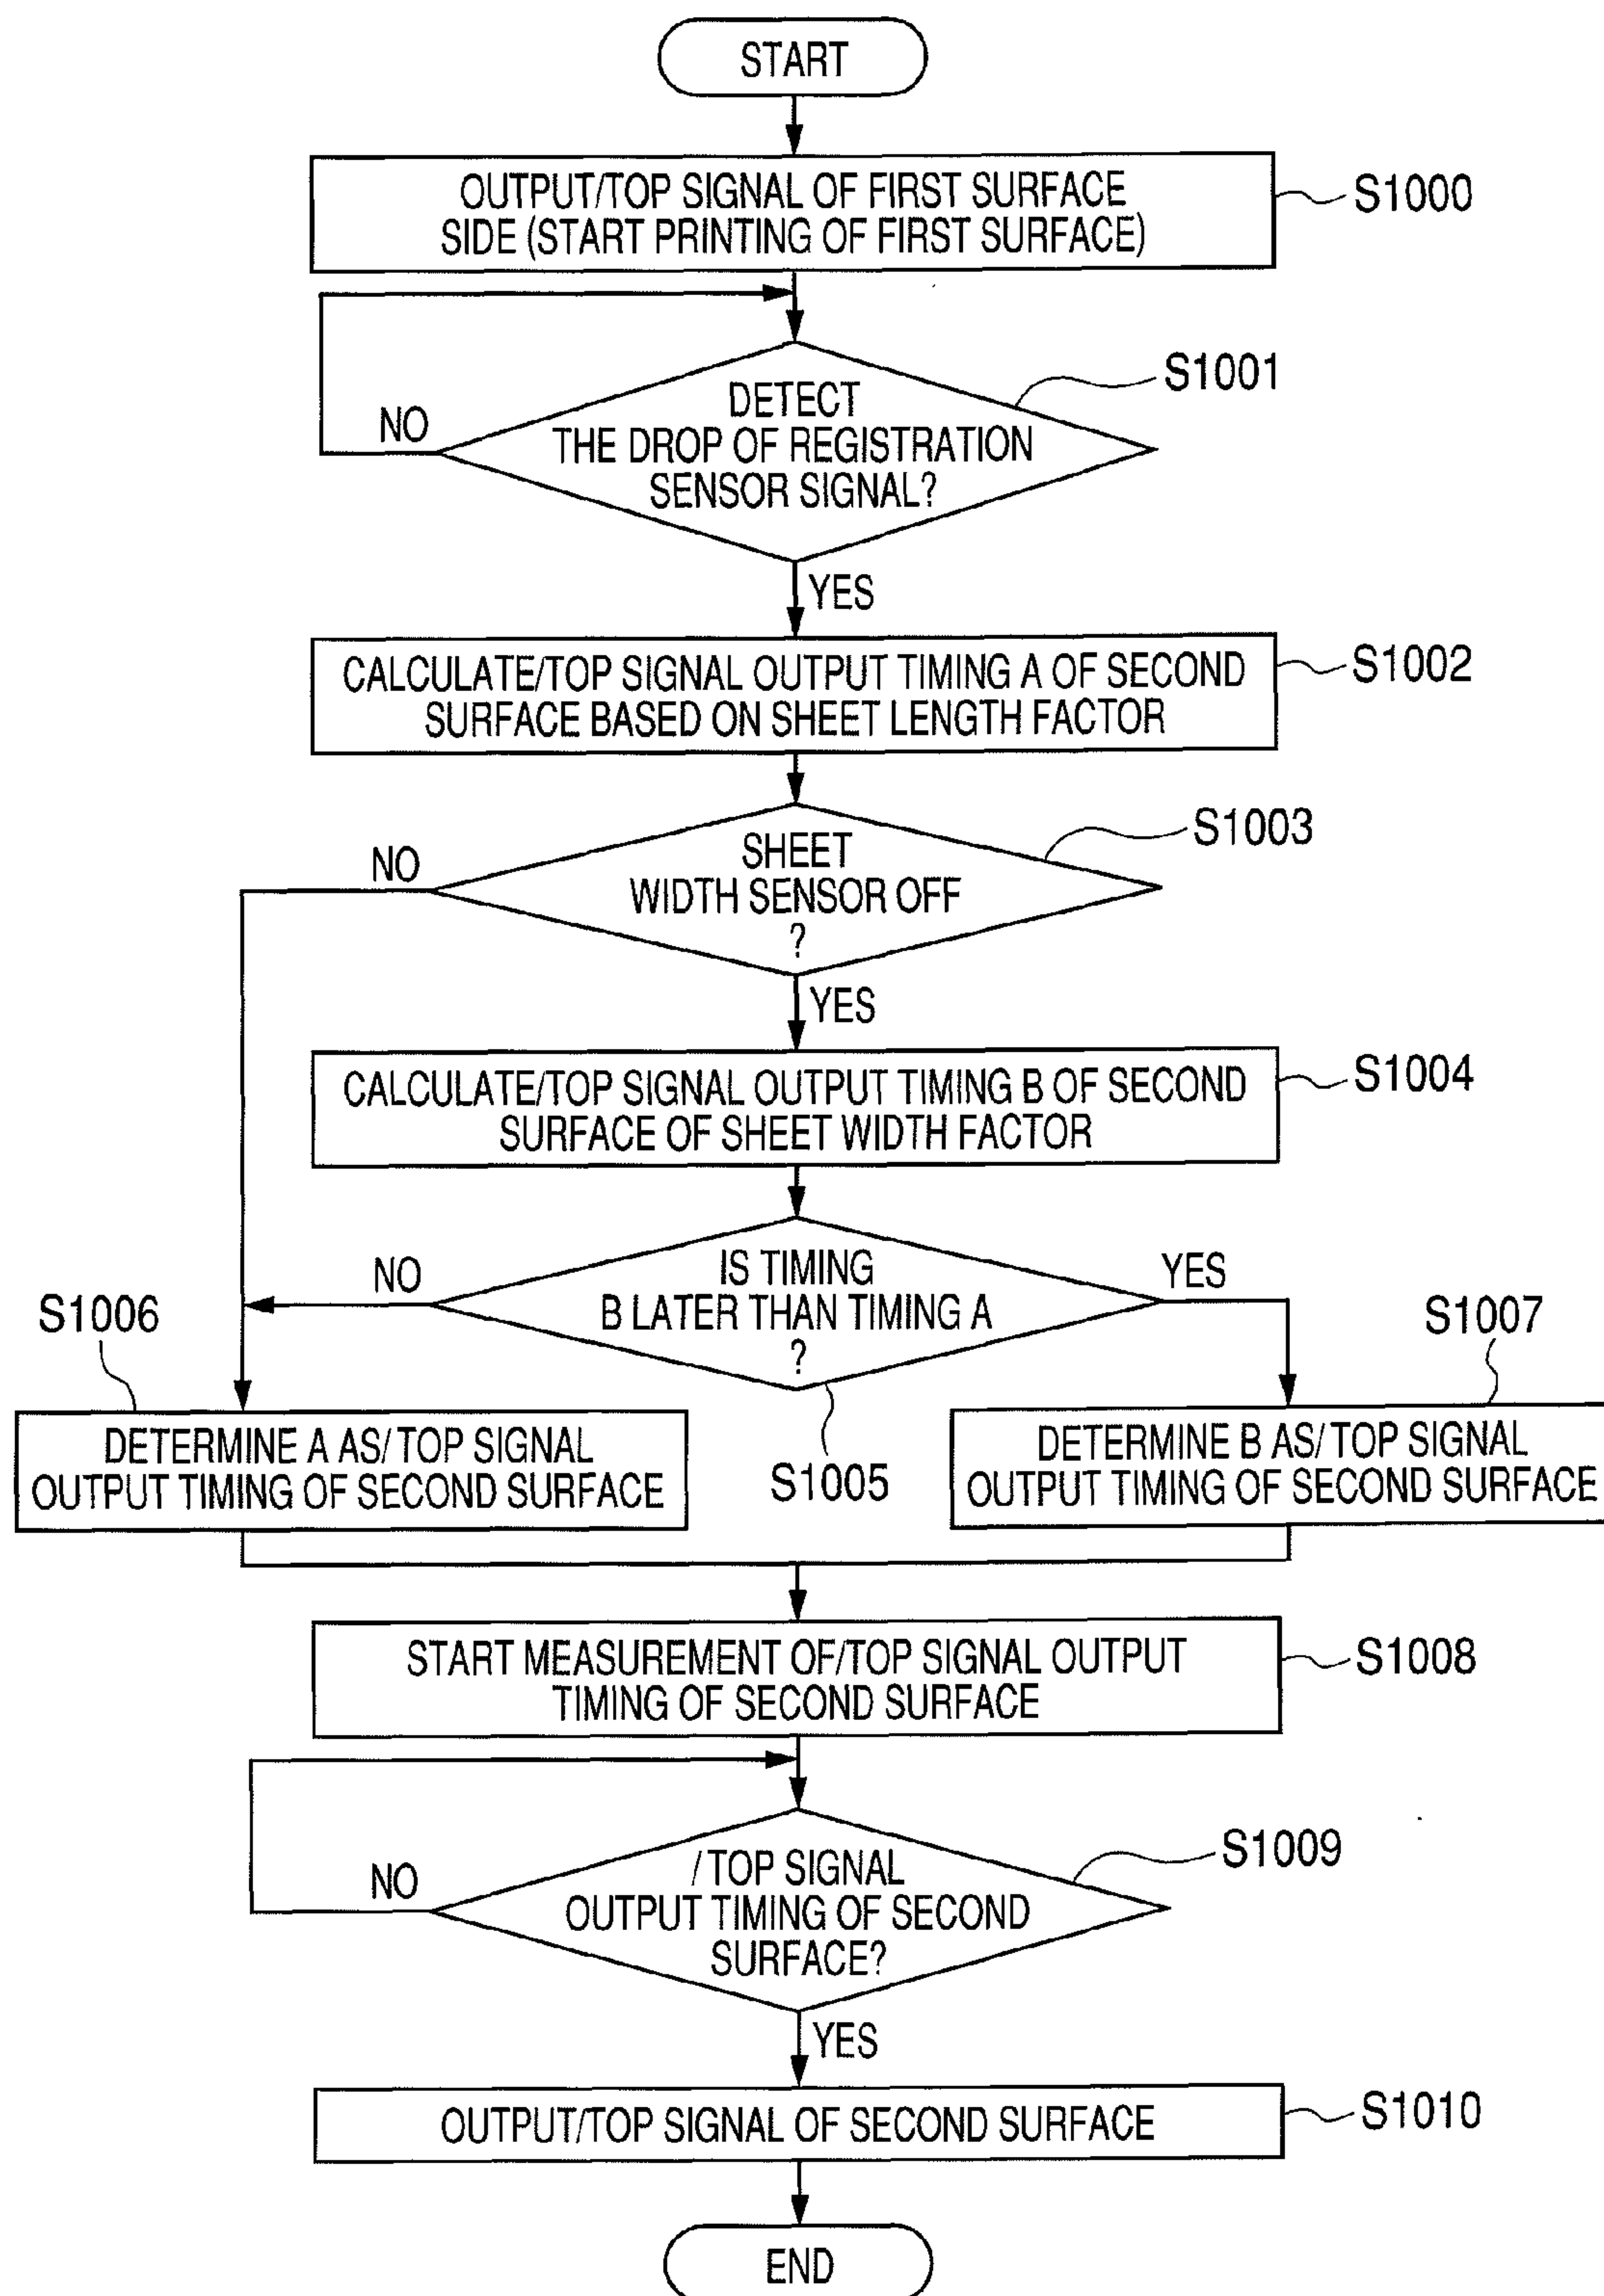 START
OUTPUT/TOP SIGNAL OF FIRST SURFACE
SIDE (START PRINTING OF FIRST SURFACE)
S1000
S1001
DETECT
THE DROP OF REGISTRATION
SENSOR SIGNAL?
NO
YES
CALCULATE/TOP SIGNAL OUTPUT TIMING A OF SECOND
SURFACE BASED ON SHEET LENGTH FACTOR
S1002
S1003
SHEET
WIDTH SENSOR OFF
?
NO
YES
CALCULATE/TOP SIGNAL OUTPUT TIMING B OF SECOND
SURFACE OF SHEET WIDTH FACTOR
S1004
IS TIMING
B LATER THAN TIMING A
?
NO
YES
S1005
S1006
DETERMINE A AS/TOP SIGNAL
OUTPUT TIMING OF SECOND SURFACE
S1007
DETERMINE B AS/TOP SIGNAL
OUTPUT TIMING OF SECOND SURFACE
START MEASUREMENT OF/TOP SIGNAL OUTPUT
TIMING OF SECOND SURFACE
S1008
S1009
/TOP SIGNAL
OUTPUT TIMING OF SECOND
SURFACE?
NO
YES
OUTPUT/TOP SIGNAL OF SECOND SURFACE
S1010
END